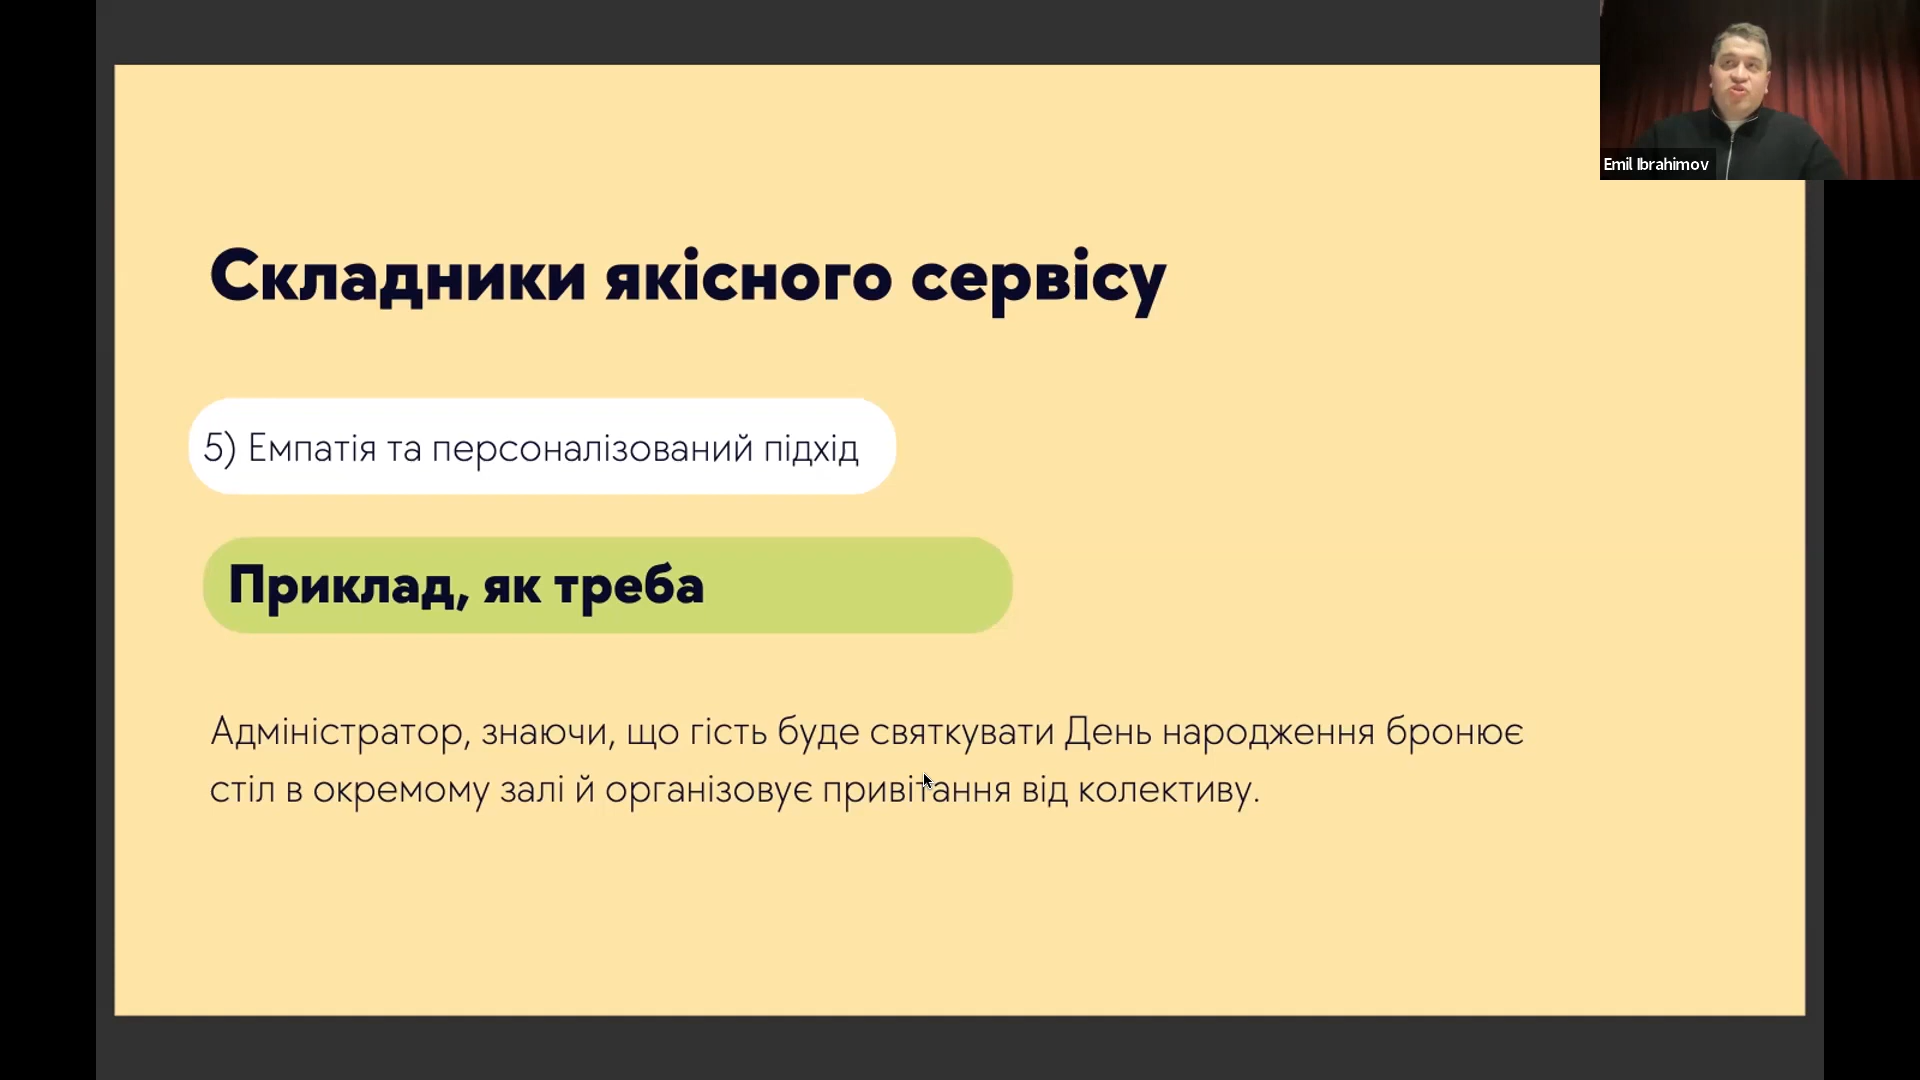 Emil Ibrahimov
Складники якісного сервісу
5) Емпатія та персоналізований підхід
Приклад, як треба
Адміністратор, знаючи, що гість буде святкувати День народження бронює
стіл в окремому залі й організовує привітання від колективу.